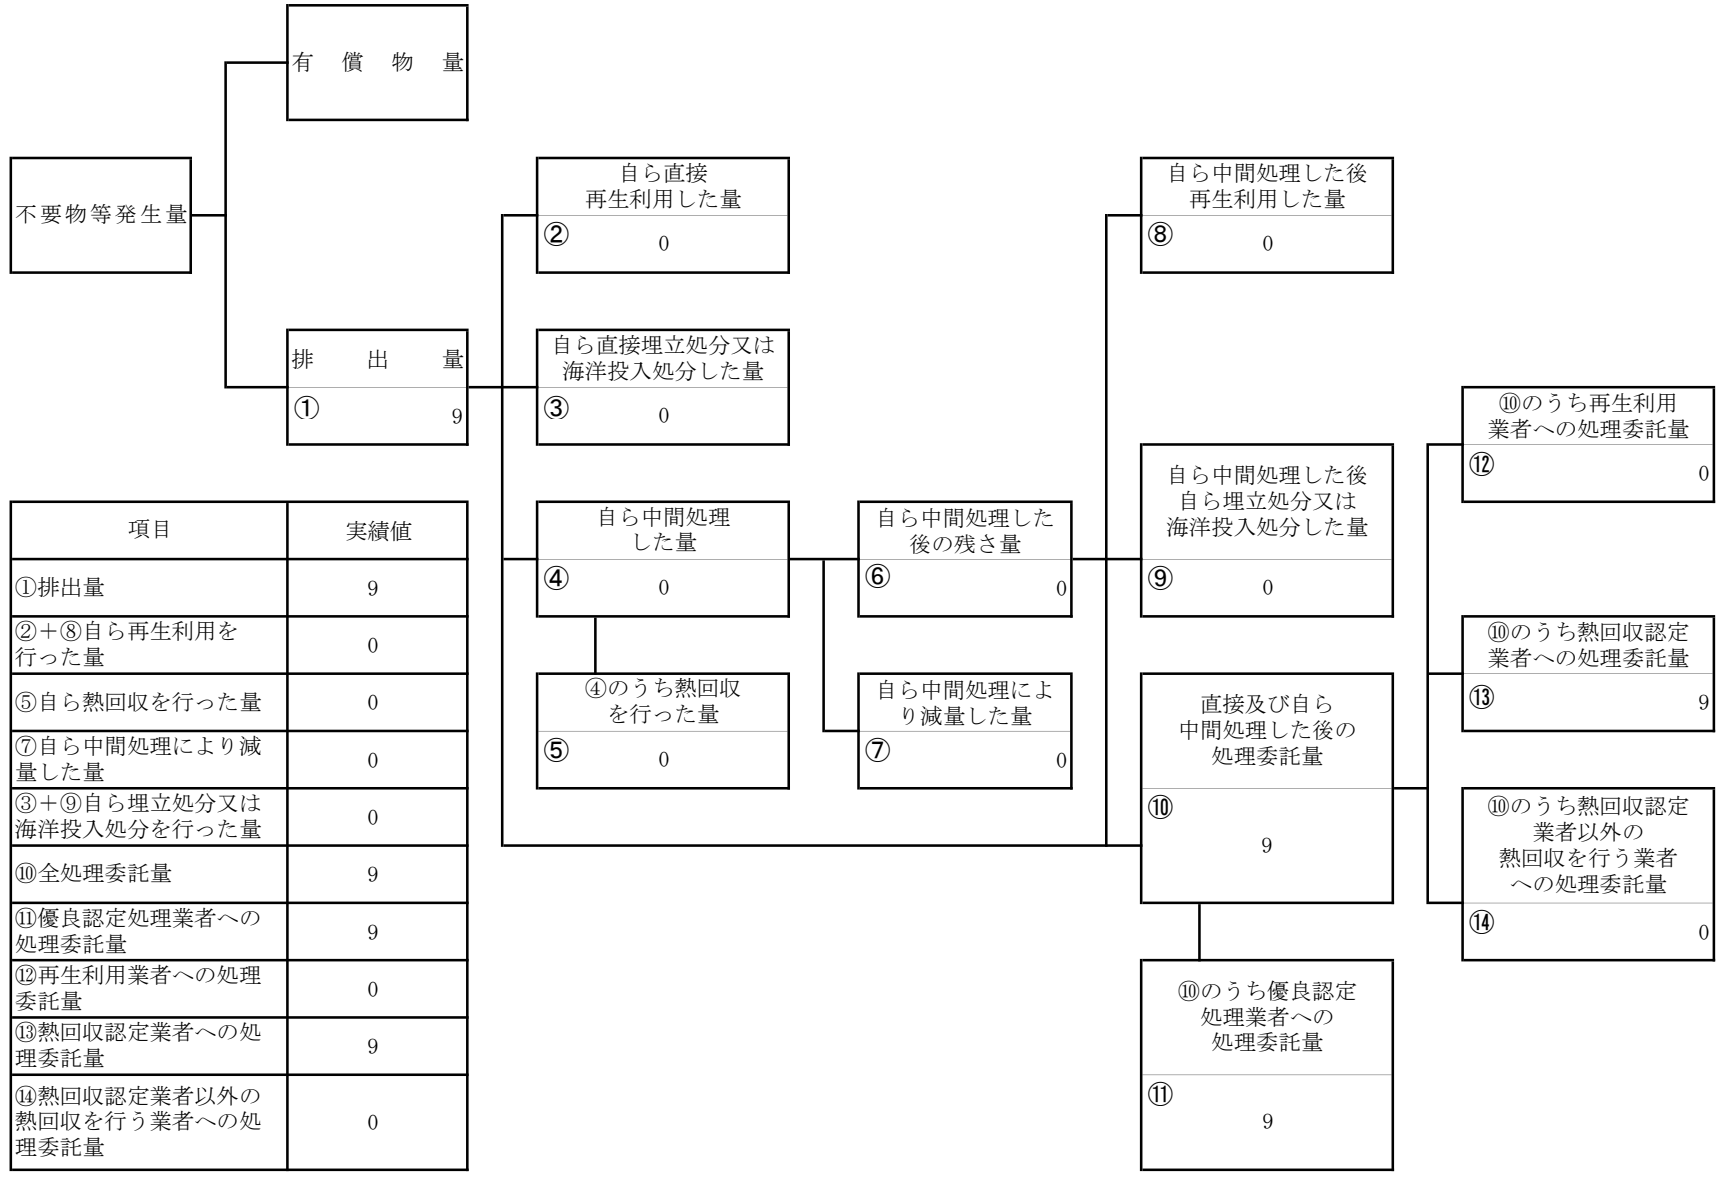 有償物量
不要物等発生量
自ら直接
再生利用した量
②
0
自ら中間処理した後
再生利用した量
⑧
0
排出量
①
9
自ら直接埋立処分又は
海洋投入処分した量
③
0
⑩のうち再生利用
業者への処理委託量
⑫
0
自ら中間処理した後
自ら埋立処分又は
海洋投入処分した量
⑨
0
自ら中間処理
した量
④
0
自ら中間処理した
後の残さ量
⑥
0
⑩のうち熱回収認定
業者への処理委託量
⑬
9
④のうち熱回収
を行った量
⑤
0
自ら中間処理によ
り減量した量
⑦
0
直接及び自ら
中間処理した後の
処理委託量
⑩
9
⑩のうち熱回収認定
業者以外の
熱回収を行う業者
への処理委託量
⑭
0
⑩のうち優良認定
処理業者への
処理委託量
⑪
9
項目 実績値
①排出量 9
②＋⑧自ら再生利用を
行った量
0
⑤自ら熱回収を行った量 0
⑦自ら中間処理により減
量した量
0
③＋⑨自ら埋立処分又は
海洋投入処分を行った量
0
⑩全処理委託量 9
⑪優良認定処理業者への
処理委託量
9
⑫再生利用業者への処理
委託量
0
⑬熱回収認定業者への処
理委託量
9
⑭熱回収認定業者以外の
熱回収を行う業者への処
理委託量
0